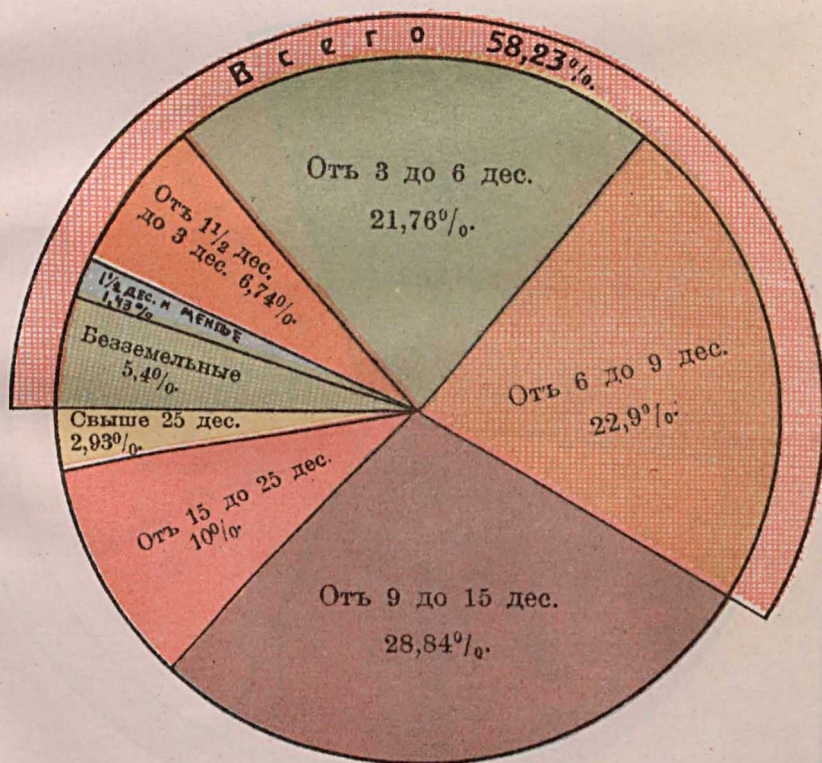 Всего 58,23%.
Отъ 3 до 6 дес.
21,76%.
Отъ 6 до 9 дес.
22,9%.
Отъ 9 до 15 дес.
28,84%.
Отъ 15 до 25 дес.
10%.
Свыше 25 дес.
2,93%.
Безземельные
5,4%.
1½ дес. и менѣе
1,43%
Отъ 1½ дес.
до 3 дес. 6,74%.